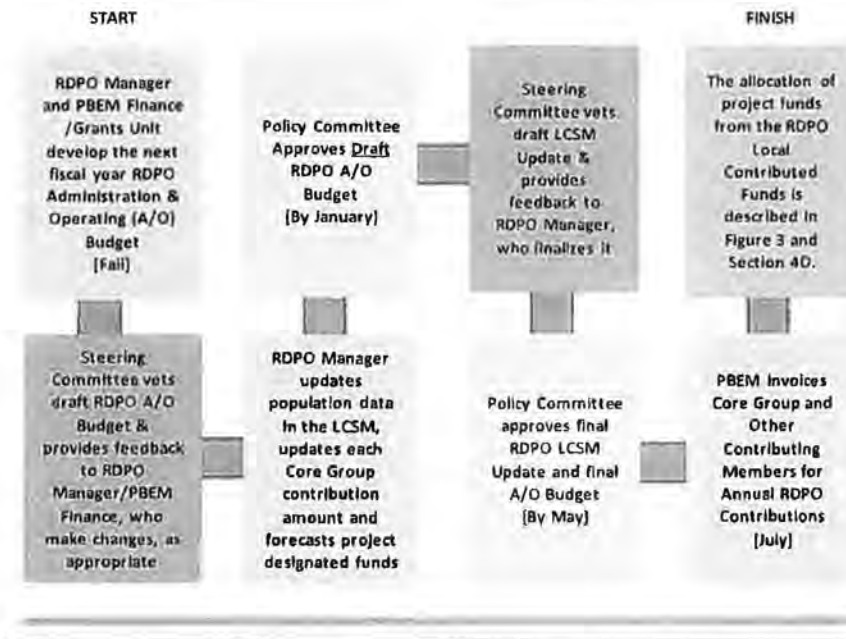 START
RDPO Manager
and PBEM Finance
/Grants Unit
develop the next
fiscal year RDPO
Administration &
Operating (A/O)
Budget
[Fall]
Steering
Committee vets
draft RDPO A/O
Budget &
provides feedback
to RDPO
Manager/PBEM
Finance, who
make changes, as
appropriate
RDPO Manager
updates
population data
in the LCSM,
updates each
Core Group
contribution
amount and
forecasts project
designated funds
Policy Committee
Approves Draft
RDPO A/O
Budget
[By January]
Steering
Committee vets
draft LCSM
Update &
provides
feedback to
RDPO Manager,
who finalizes it
Policy Committee
approves final
RDPO LCSM
Update and final
A/O Budget
[By May]
PBEM Invoices
Core Group and
Other
Contributing
Members for
Annual RDPO
Contributions
[July]
FINISH
The allocation of
project funds
from the RDPO
Local
Contributed
Funds is
described in
Figure 3 and
Section 4D.